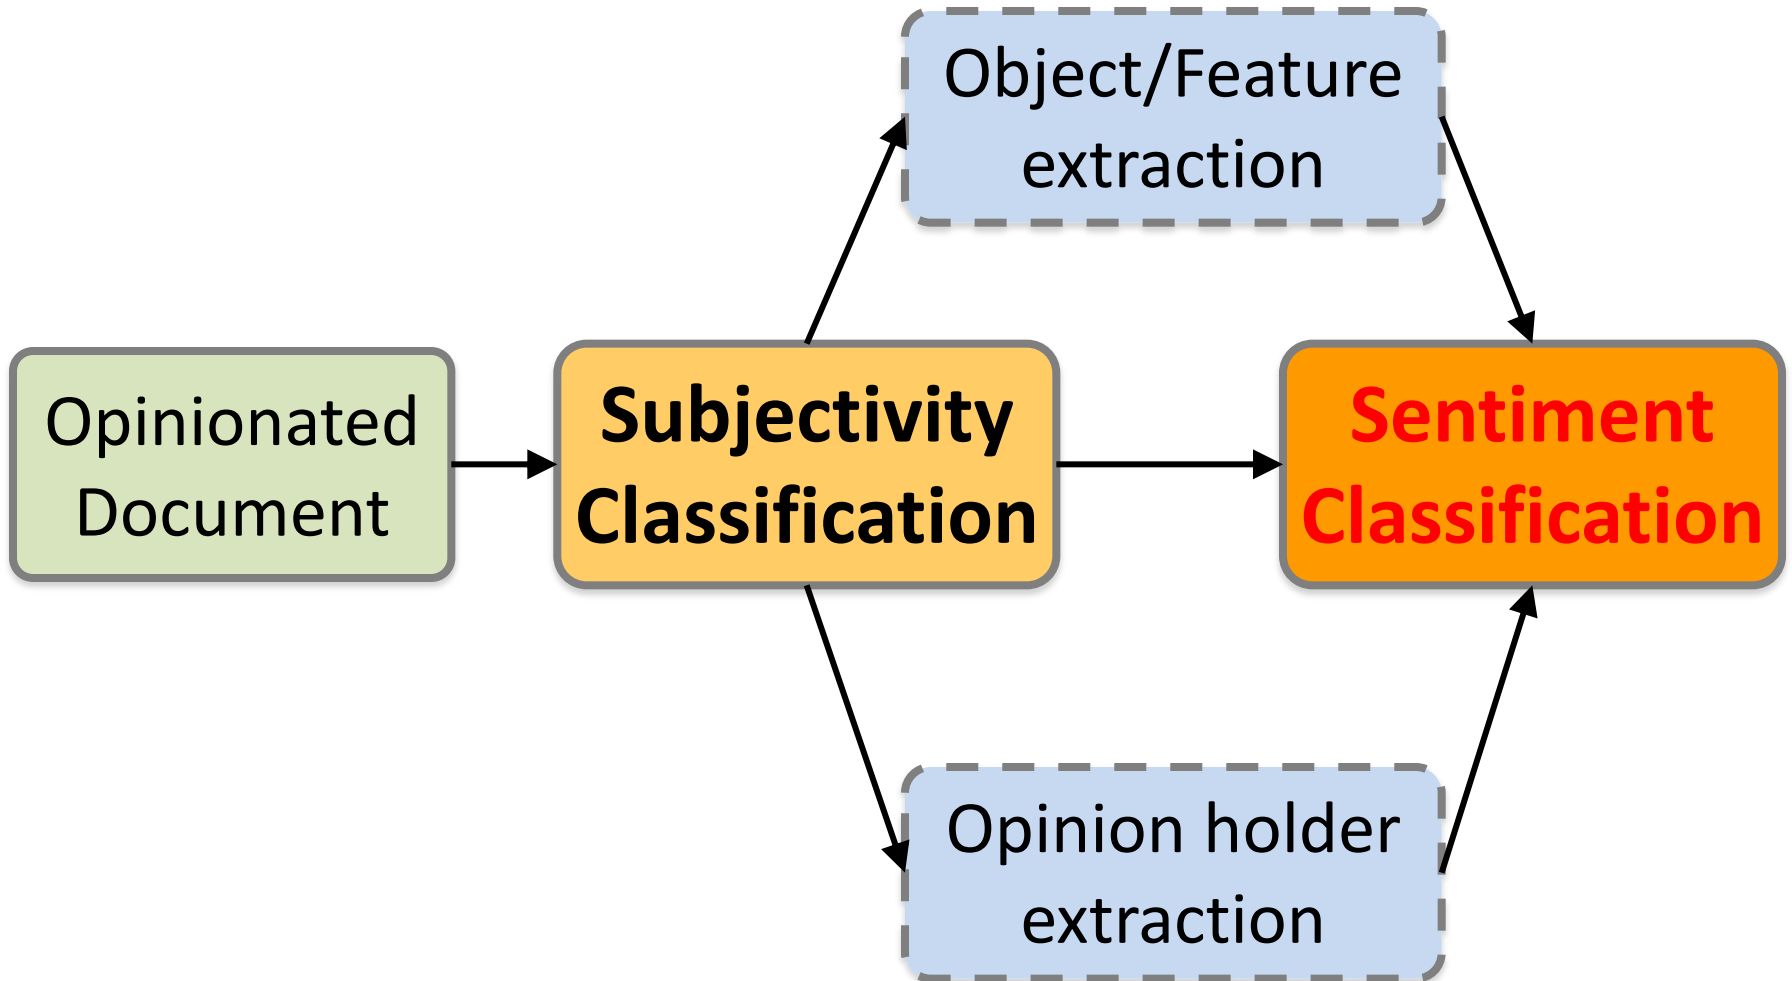 Object/Feature
extraction
Opinionated
Document
Subjectivity
Classification
Sentiment
Classification
Opinion holder
extraction